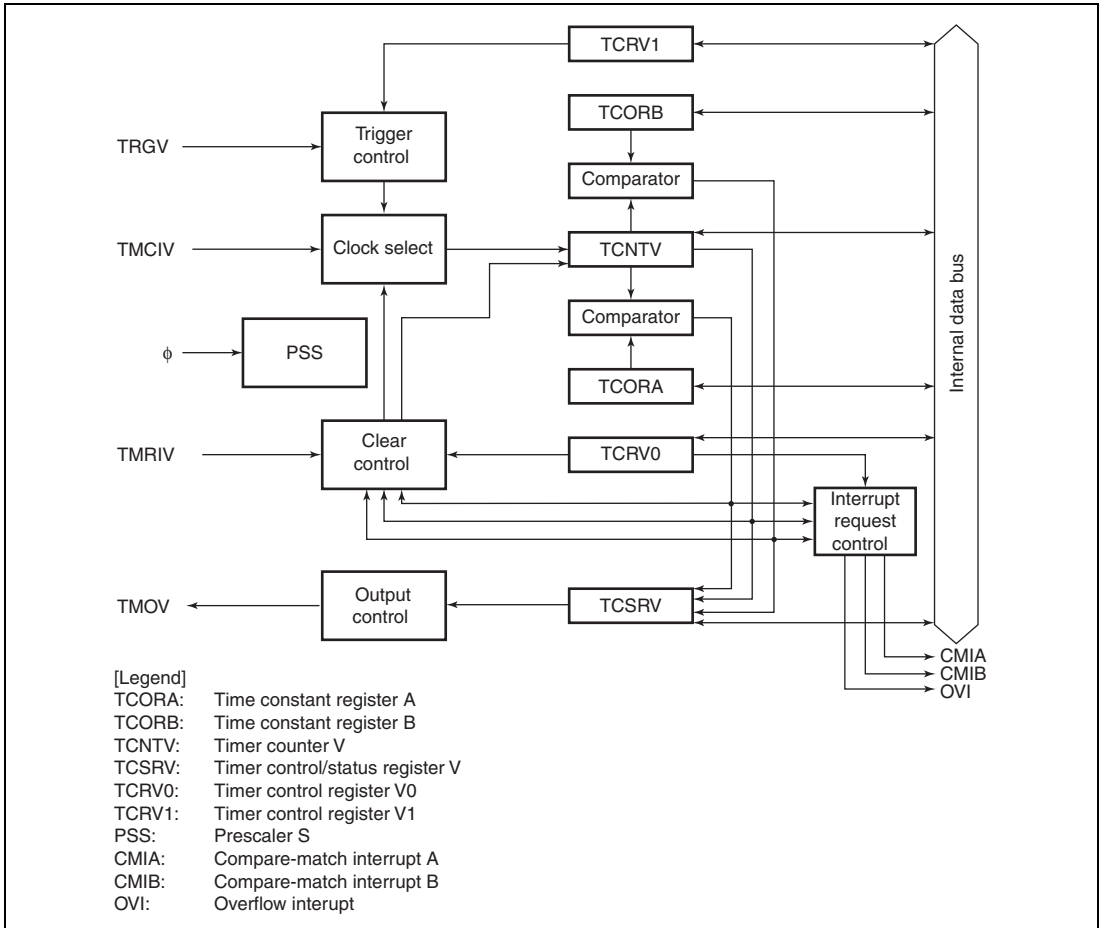 TCRV1
TCORB
Trigger
control
TRGV
Comparator
TMCIV
Clock select
TCNTV
Internal data bus
Comparator
φ
PSS
TCORA
TMRIV
Clear
control
TCRV0
Interrupt
request
control
TMOV
Output
control
TCSRV
CMIA
CMIB
OVI
[Legend]
TCORA: Time constant register A
TCORB: Time constant register B
TCNTV: Timer counter V
TCSRV: Timer control/status register V
TCRV0: Timer control register V0
TCRV1: Timer control register V1
PSS: Prescaler S
CMIA: Compare-match interrupt A
CMIB: Compare-match interrupt B
OVI: Overflow interupt